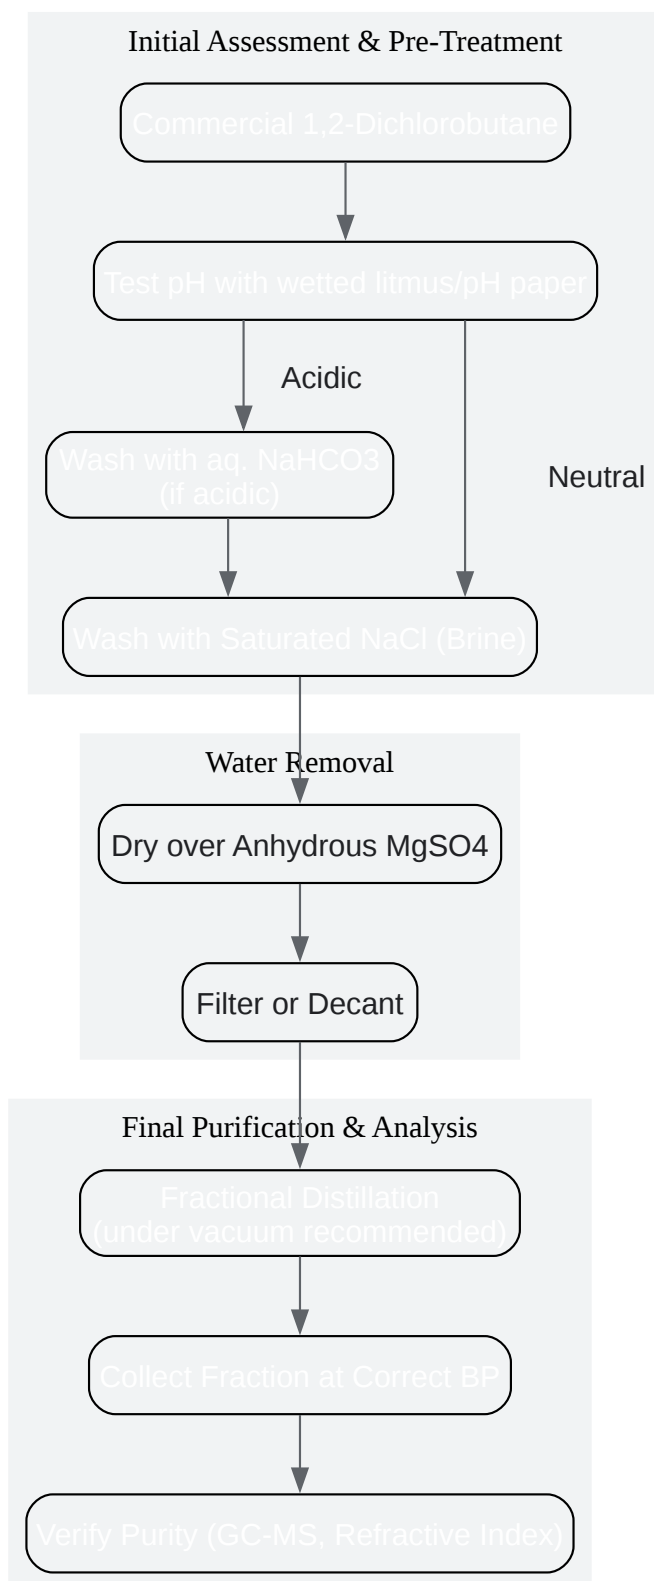 Initial Assessment & Pre-Treatment
Commercial 1,2-Dichlorobutane
Test pH with wetted litmus/pH paper
Acidic
Wash with aq. NaHCO3
(if acidic)
Neutral
Wash with Saturated NaCl (Brine)
Water Removal
Dry over Anhydrous MgSO4
Filter or Decant
Final Purification & Analysis
Fractional Distillation
(under vacuum recommended)
Collect Fraction at Correct BP
Verify Purity (GC-MS, Refractive Index)